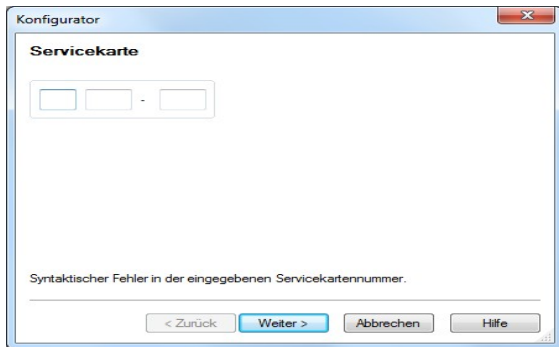 Konfigurator
Servicekarte
-
Syntaktischer Fehler in der eingegebenen Servicekartennummer.
< Zurück Weiter > Abbrechen Hilfe